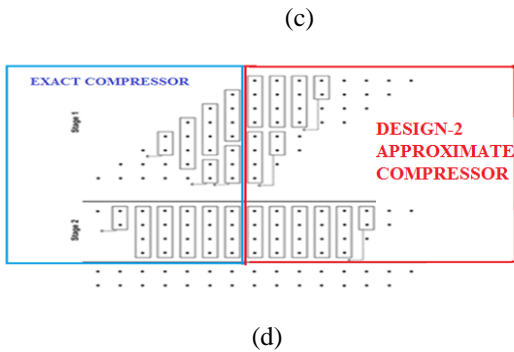 (c)
EXACT COMPRESSOR
Stage 1
DESIGN-2
APPROXIMATE
COMPRESSOR
Stage 2
(d)